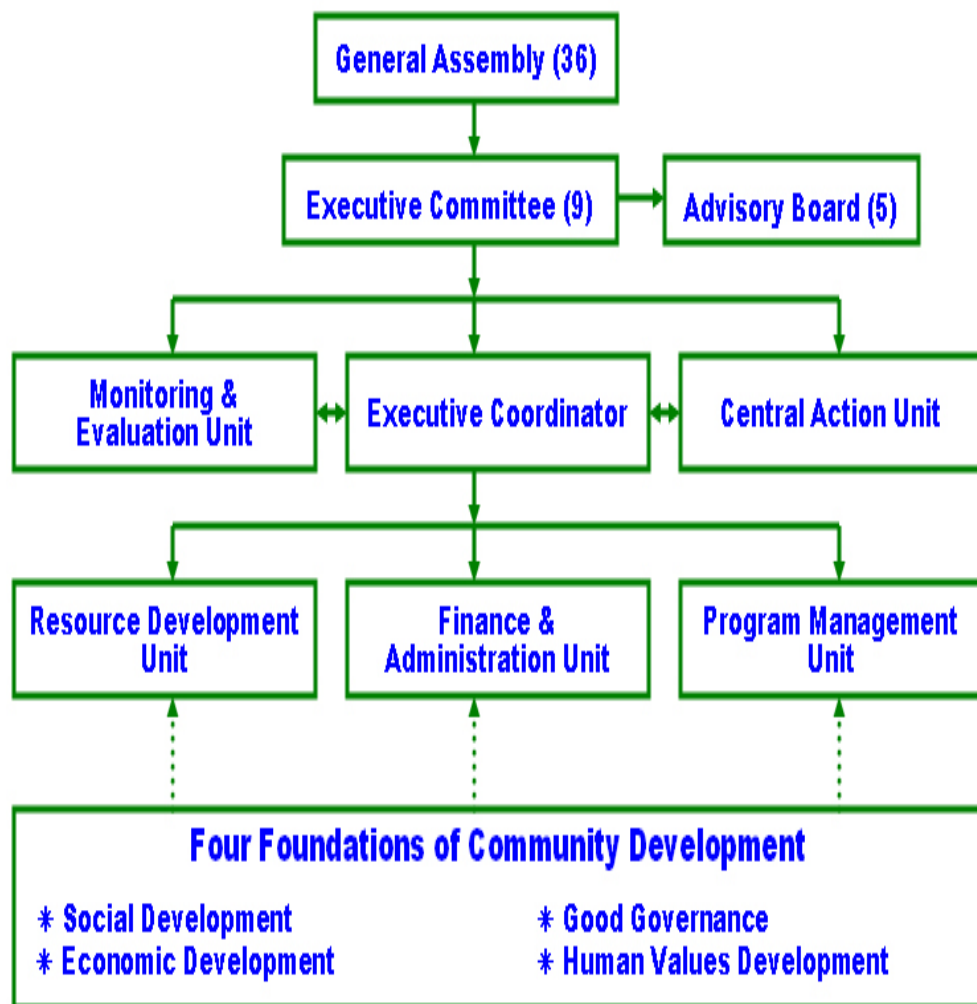 General Assembly (36)
Executive Committee (9)
Advisory Board (5)
Monitoring &
Evaluation Unit
Executive Coordinator
Central Action Unit
Resource Development
Unit
Finance &
Administration Unit
Program Management
Unit
Four Foundations of Community Development
* Social Development
* Good Governance
* Economic Development
* Human Values Development